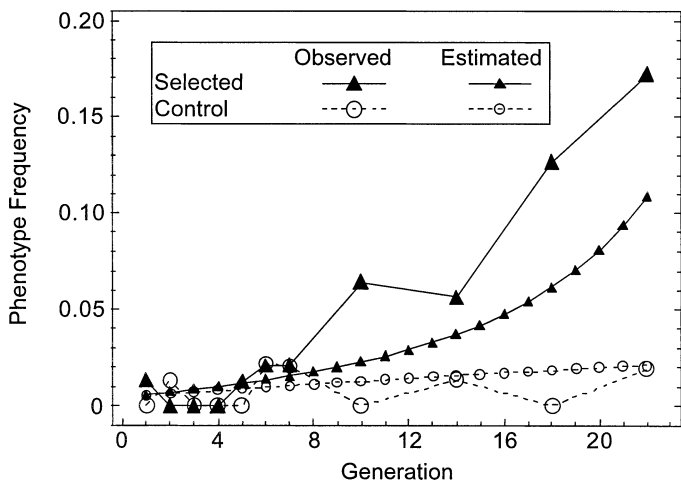 0.20
Observed Estimated
Selected
Control
0.15
0.10
0.05
0
Phenotype Frequency
0 4 8 12 16 20
Generation